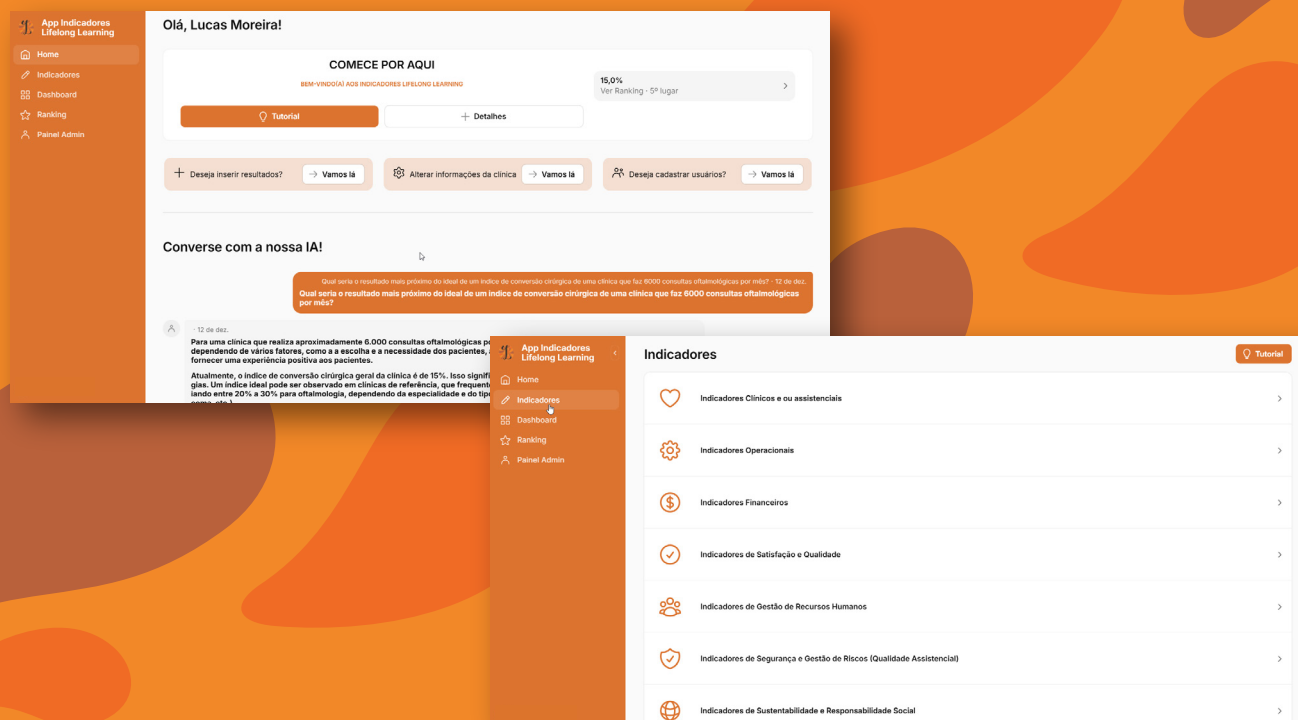 App Indicadores
Lifelong Learning
Home
Indicadores
Dashboard
Ranking
Painel Admin
Olá, Lucas Moreira!
COMECE POR AQUI
BEM-VINDO(A) AOS INDICADORES LIFELONG LEARNING
Tutorial
Detalhes
15,0%
Ver Ranking · 5º lugar
Deseja inserir resultados?
Vamos lá
Alterar informações da clínica
Vamos lá
Deseja cadastrar usuários?
Vamos lá
Converse com a nossa IA!
Qual seria o resultado mais próximo do ideal de um indice de conversão cirúrgica de uma clínica que faz 6000 consultas oftalmológicas por mês? · 12 de dez.
Qual seria o resultado mais próximo do ideal de um indice de conversão cirúrgica de uma clínica que faz 6000 consultas oftalmológicas
por mês?
· 12 de dez.
Para uma clínica que realiza aproximadamente 6.000 consultas oftalmológicas
dependendo de vários fatores, como a escolha e a necessidade dos pacientes,
fornecer uma experiência positiva aos pacientes.
Atualmente, o índice de conversão cirúrgica geral da clínica é de 15%. Isso signifi
gias. Um índice ideal pode ser observado em clínicas de referência, que frequent
iando entre 20% a 30% para oftalmologia, dependendo da especialidade e do tip
App Indicadores
Lifelong Learning
Home
Indicadores
Dashboard
Ranking
Painel Admin
Indicadores
Tutorial
Indicadores Clínicos e ou assistenciais
Indicadores Operacionais
Indicadores Financeiros
Indicadores de Satisfação e Qualidade
Indicadores de Gestão de Recursos Humanos
Indicadores de Segurança e Gestão de Riscos (Qualidade Assistencial)
Indicadores de Sustentabilidade e Responsabilidade Social